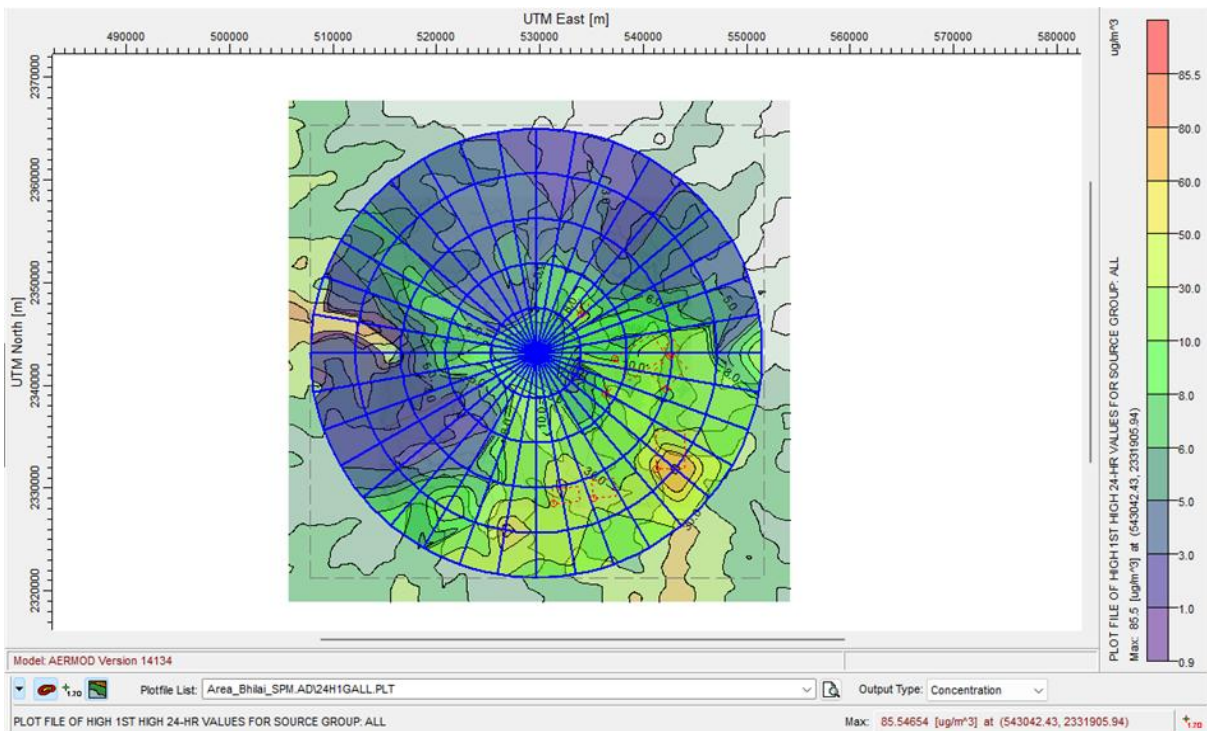 UTM East [m]
490000 500000 510000 520000 530000 540000 550000 560000 570000 580000
UTM North [m]
2370000
2360000
2350000
2340000
2330000
2320000
ug/m^3
85.5
80.0
60.0
50.0
30.0
10.0
8.0
6.0
5.0
3.0
1.0
0.9
PLOT FILE OF HIGH 1ST HIGH 24-HR VALUES FOR SOURCE GROUP: ALL
Max: 85.5 [ug/m^3] at (543042.43, 2331905.94)
Model: AERMOD Version 14134
Plotfile List: Area_Bhilai_SPM.AD\24H1GALL.PLT
Output Type: Concentration
PLOT FILE OF HIGH 1ST HIGH 24-HR VALUES FOR SOURCE GROUP: ALL
Max: 85.54654 [ug/m^3] at (543042.43, 2331905.94)